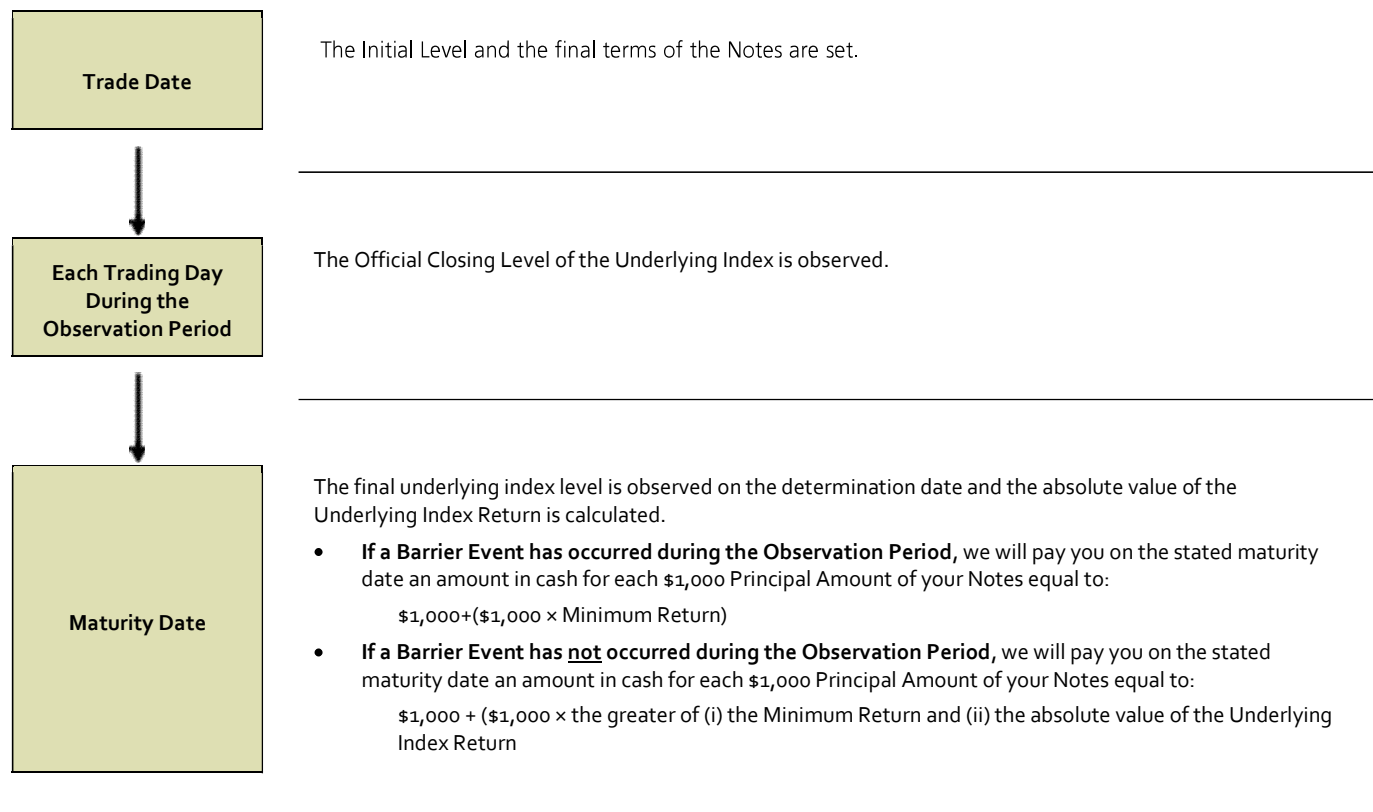 Trade Date
The Initial Level and the final terms of the Notes are set.
Each Trading Day
During the
Observation Period
The Official Closing Level of the Underlying Index is observed.
Maturity Date
The final underlying index level is observed on the determination date and the absolute value of the
Underlying Index Return is calculated.
• If a Barrier Event has occurred during the Observation Period, we will pay you on the stated maturity
date an amount in cash for each $1,000 Principal Amount of your Notes equal to:
$1,000+($1,000 × Minimum Return)
• If a Barrier Event has not occurred during the Observation Period, we will pay you on the stated
maturity date an amount in cash for each $1,000 Principal Amount of your Notes equal to:
$1,000 + ($1,000 × the greater of (i) the Minimum Return and (ii) the absolute value of the Underlying
Index Return